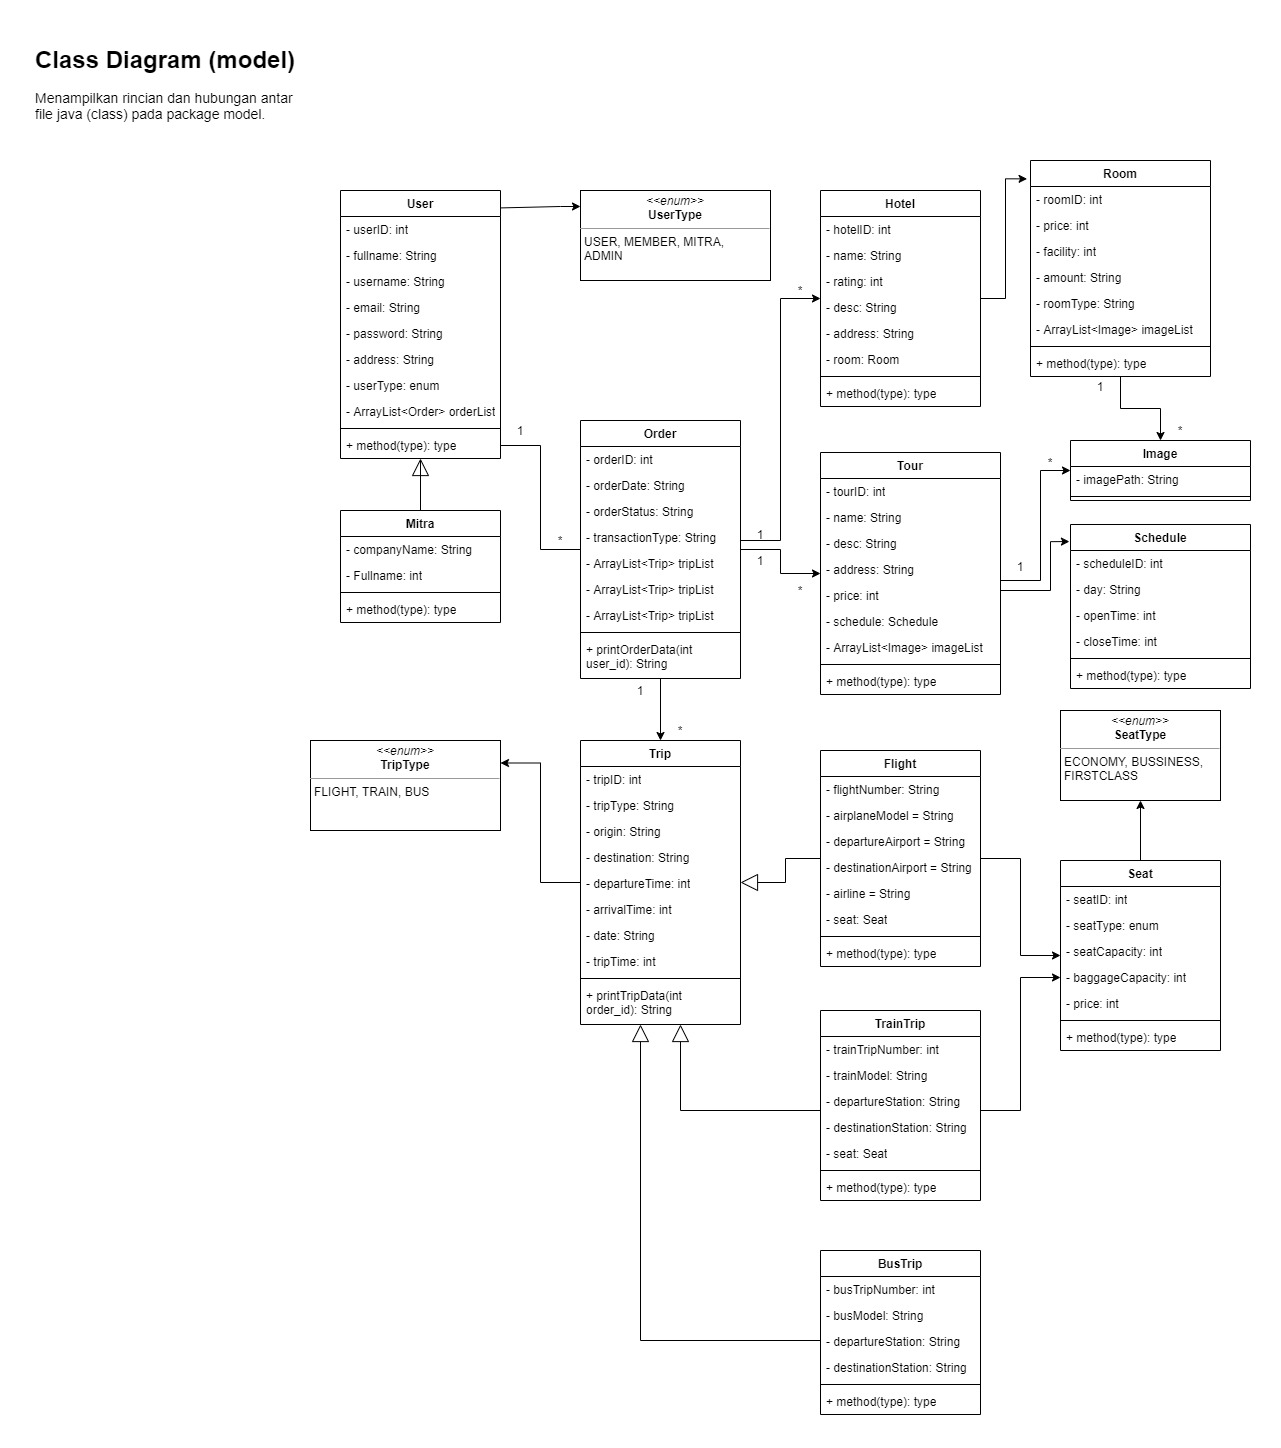 Class Diagram (model)
Menampilkan rincian dan hubungan antar
file java (class) pada package model.
User
- userID: int
- fullname: String
- username: String
- email: String
- password: String
- address: String
- userType: enum
- ArrayList<Order> orderList
+ method(type): type
<<enum>>
UserType
USER, MEMBER, MITRA,
ADMIN
Hotel
- hotelID: int
- name: String
- rating: int
- desc: String
- address: String
- room: Room
+ method(type): type
Room
- roomID: int
- price: int
- facility: int
- amount: String
- roomType: String
- ArrayList<Image> imageList
+ method(type): type
1
*
Image
- imagePath: String
Mitra
- companyName: String
- Fullname: int
+ method(type): type
1
*
Order
- orderID: int
- orderDate: String
- orderStatus: String
- transactionType: String
- ArrayList<Trip> tripList
- ArrayList<Trip> tripList
- ArrayList<Trip> tripList
+ printOrderData(int
user_id): String
*
1
1
*
Tour
- tourID: int
- name: String
- desc: String
- address: String
- price: int
- schedule: Schedule
- ArrayList<Image> imageList
+ method(type): type
*
1
Schedule
- scheduleID: int
- day: String
- openTime: int
- closeTime: int
+ method(type): type
1
*
<<enum>>
TripType
FLIGHT, TRAIN, BUS
Trip
- tripID: int
- tripType: String
- origin: String
- destination: String
- departureTime: int
- arrivalTime: int
- date: String
- tripTime: int
+ printTripData(int
order_id): String
Flight
- flightNumber: String
- airplaneModel = String
- departureAirport = String
- destinationAirport = String
- airline = String
- seat: Seat
+ method(type): type
<<enum>>
SeatType
ECONOMY, BUSSINESS,
FIRSTCLASS
Seat
- seatID: int
- seatType: enum
- seatCapacity: int
- baggageCapacity: int
- price: int
+ method(type): type
TrainTrip
- trainTripNumber: int
- trainModel: String
- departureStation: String
- destinationStation: String
- seat: Seat
+ method(type): type
BusTrip
- busTripNumber: int
- busModel: String
- departureStation: String
- destinationStation: String
+ method(type): type